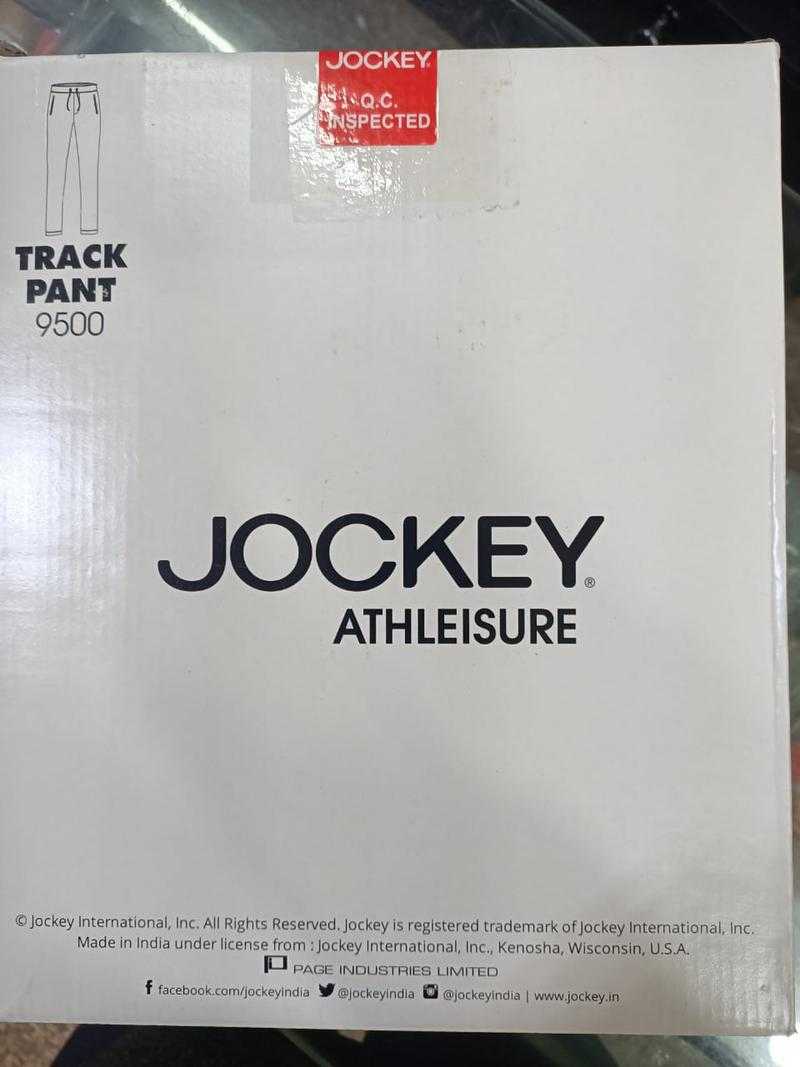 JOCKEY
Q.C.
INSPECTED
TRACK
PANT
9500
JOCKEY®
ATHLEISURE
© Jockey International, Inc. All Rights Reserved. Jockey is registered trademark of Jockey International, Inc.
Made in India under license from : Jockey International, Inc., Kenosha, Wisconsin, U.S.A.
PAGE INDUSTRIES LIMITED
facebook.com/jockeyindia @jockeyindia @jockeyindia | www.jockey.in